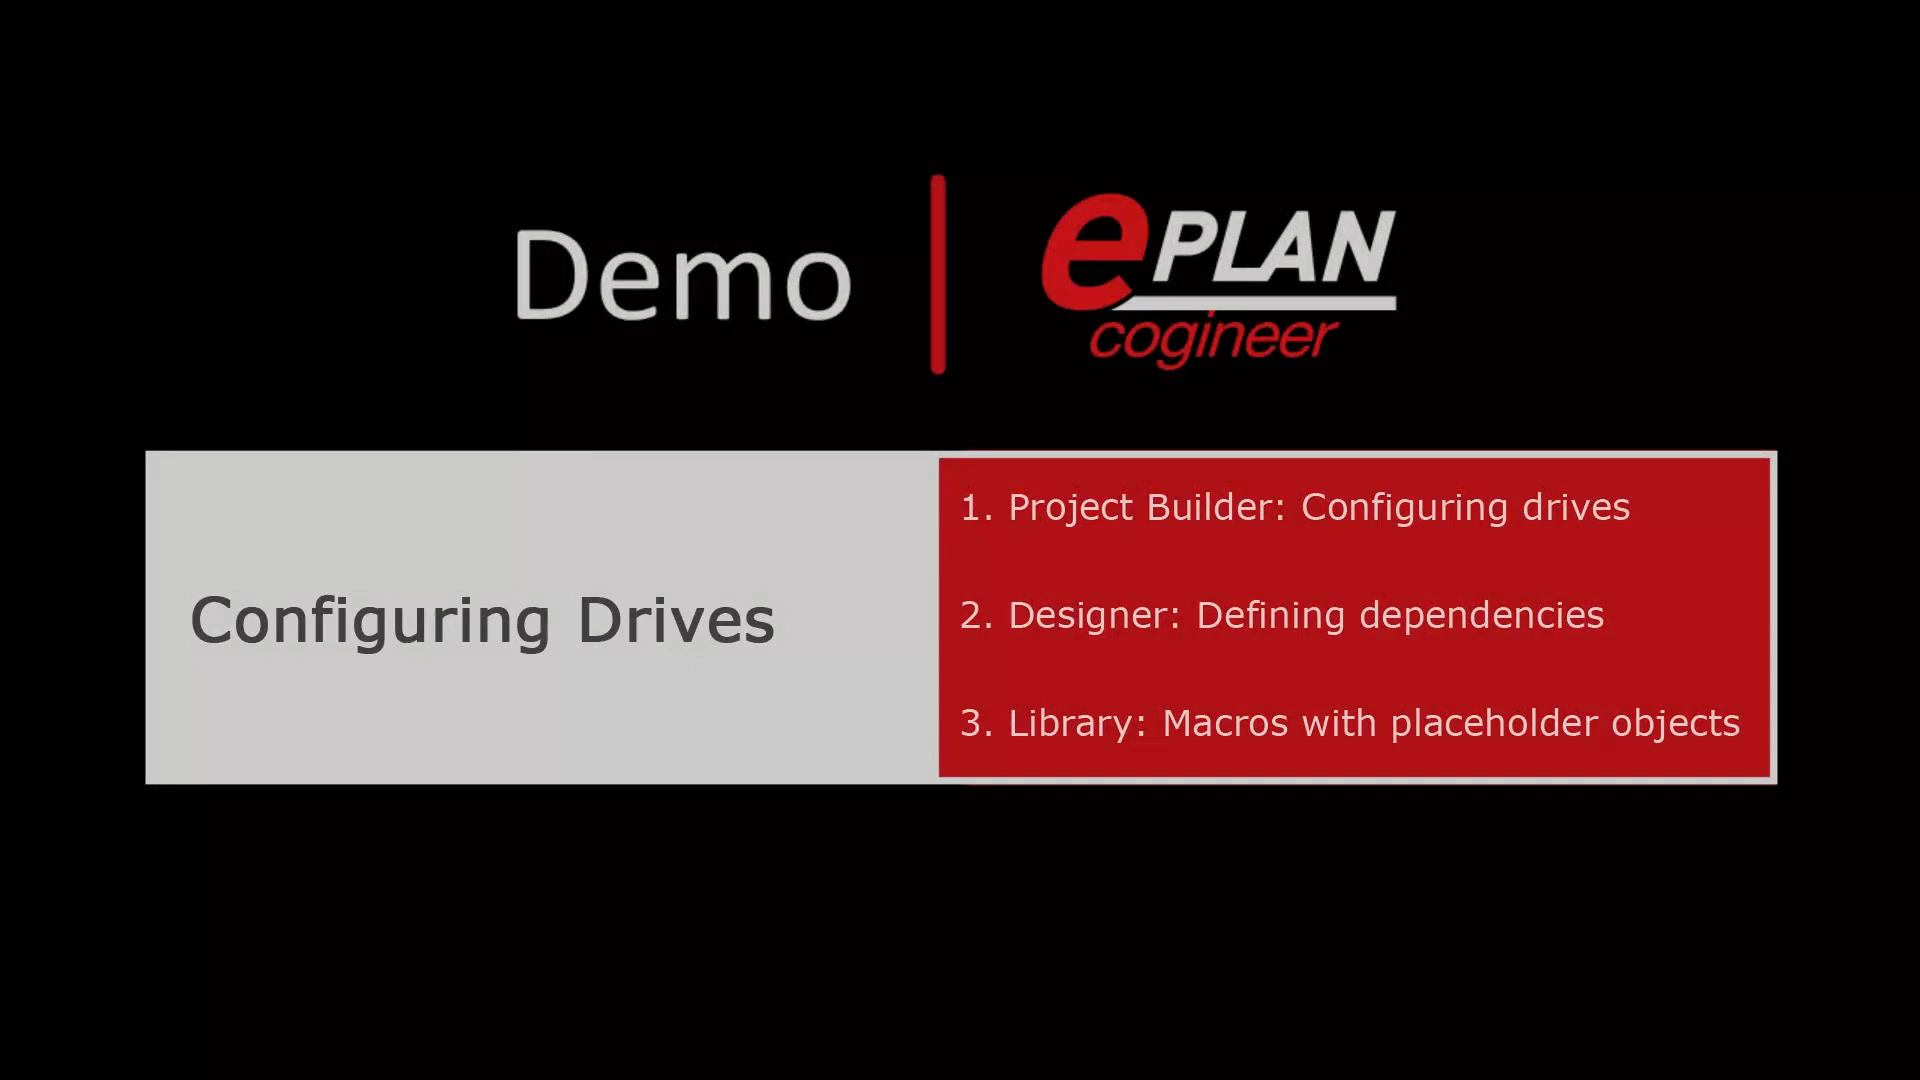 Demo
ePLAN
cogineer
Configuring Drives
1. Project Builder: Configuring drives
2. Designer: Defining dependencies
3. Library: Macros with placeholder objects